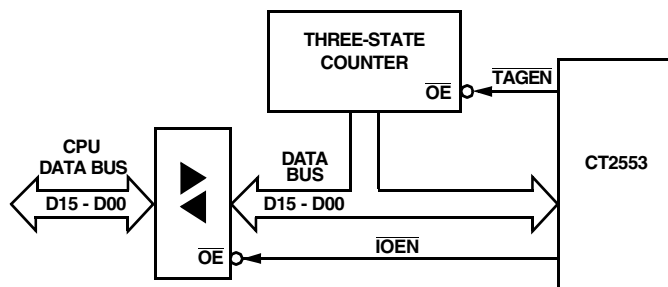 THREE-STATE
COUNTER
OE
TAGEN
CPU
DATA BUS
DATA
BUS
CT2553
D15 - D00
D15 - D00
OE
IOEN